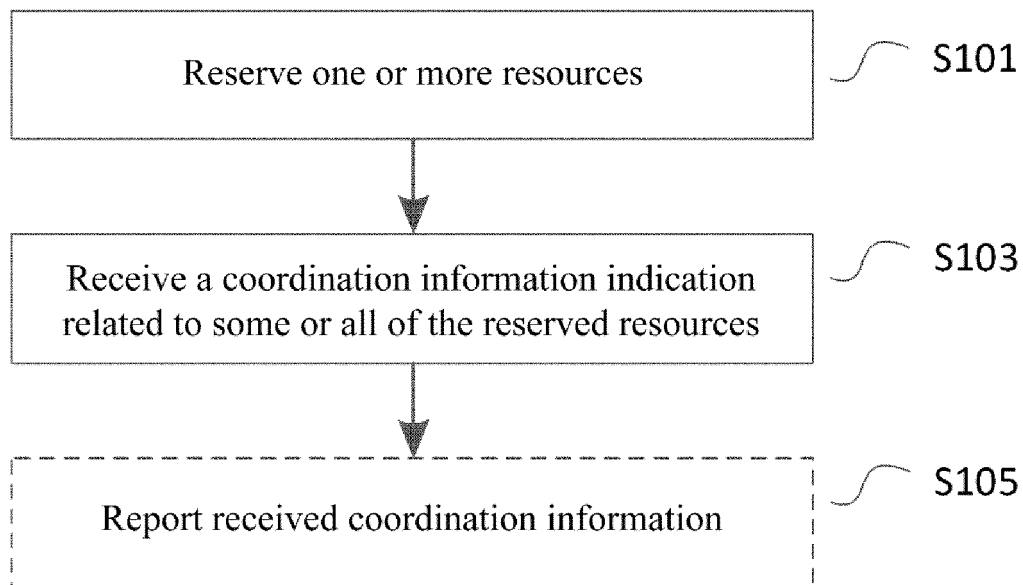 Reserve one or more resources
S101
Receive a coordination information indication
related to some or all of the reserved resources
S103
Report received coordination information
S105